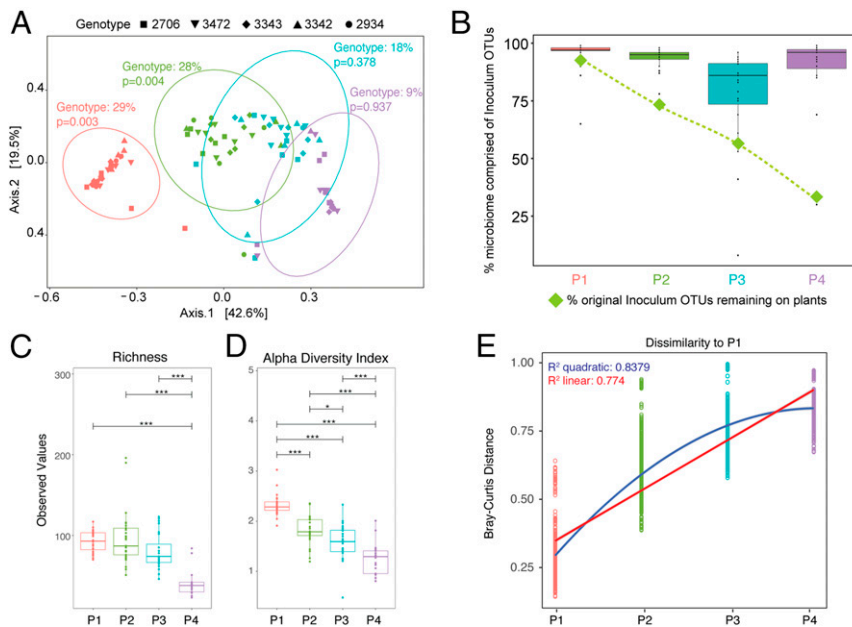 A
Genotype ■ 2706 ▼ 3472 ◆ 3343 ▲ 3342 ● 2934
Genotype: 29%
p=0.003
Genotype: 28%
p=0.004
Genotype: 18%
p=0.378
Genotype: 9%
p=0.937
0.4
0.0
0.4
Axis.2 [19.5%]
−0.6
0.0
0.3
Axis.1 [42.6%]
B
% microbiome comprised of Inoculum OTUs
100
75
50
25
P1
P2
P3
P4
% original Inoculum OTUs remaining on plants
C
Richness
Observed Values
300
200
100
***
***
***
P1
P2
P3
P4
D
Alpha Diversity Index
5
4
3
2
1
***
***
*
***
***
***
P1
P2
P3
P4
E
Dissimilarity to P1
R² quadratic: 0.8379
R² linear: 0.774
Bray-Curtis Distance
1.00
0.75
0.50
0.25
P1
P2
P3
P4